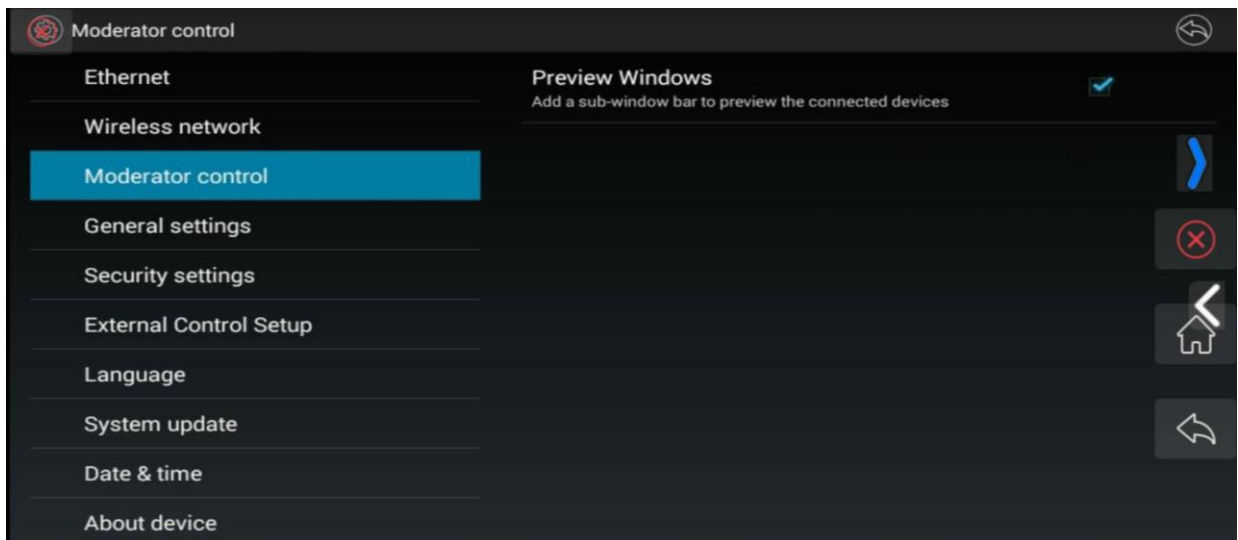 Moderator control
Ethernet
Wireless network
Moderator control
General settings
Security settings
External Control Setup
Language
System update
Date & time
About device
Preview Windows
Add a sub-window bar to preview the connected devices